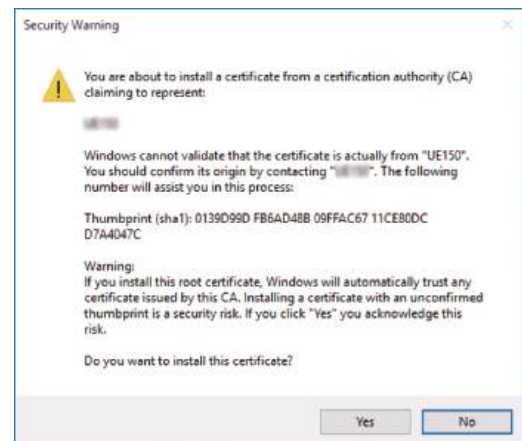 Security Warning
You are about to install a certificate from a certification authority (CA)
claiming to represent:
Windows cannot validate that the certificate is actually from "UE150".
You should confirm its origin by contacting " ". The following
number will assist you in this process:
Thumbprint (sha1): 0139D99D FB6AD48B 09FFAC67 11CE80DC
D7A4047C
Warning:
If you install this root certificate, Windows will automatically trust any
certificate issued by this CA. Installing a certificate with an unconfirmed
thumbprint is a security risk. If you click "Yes" you acknowledge this
risk.
Do you want to install this certificate?
Yes
No